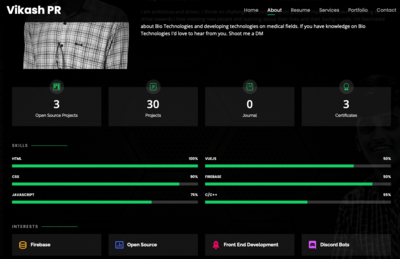 Vikash PR
Home About Resume Services Portfolio Contact
about Bio Technologies and developing technologies on medical fields. If you have knowledge on Bio
Technologies I'd love to hear from you. Shoot me a DM
3 30 0 3
Open Source Projects Projects Journal Certificates
SKILLS
HTML 100% VUEJS 80%
CSS 90% FIREBASE 90%
JAVASCRIPT 75% C/C++ 55%
INTERESTS
Firebase Open Source Front End Development Discord Bots